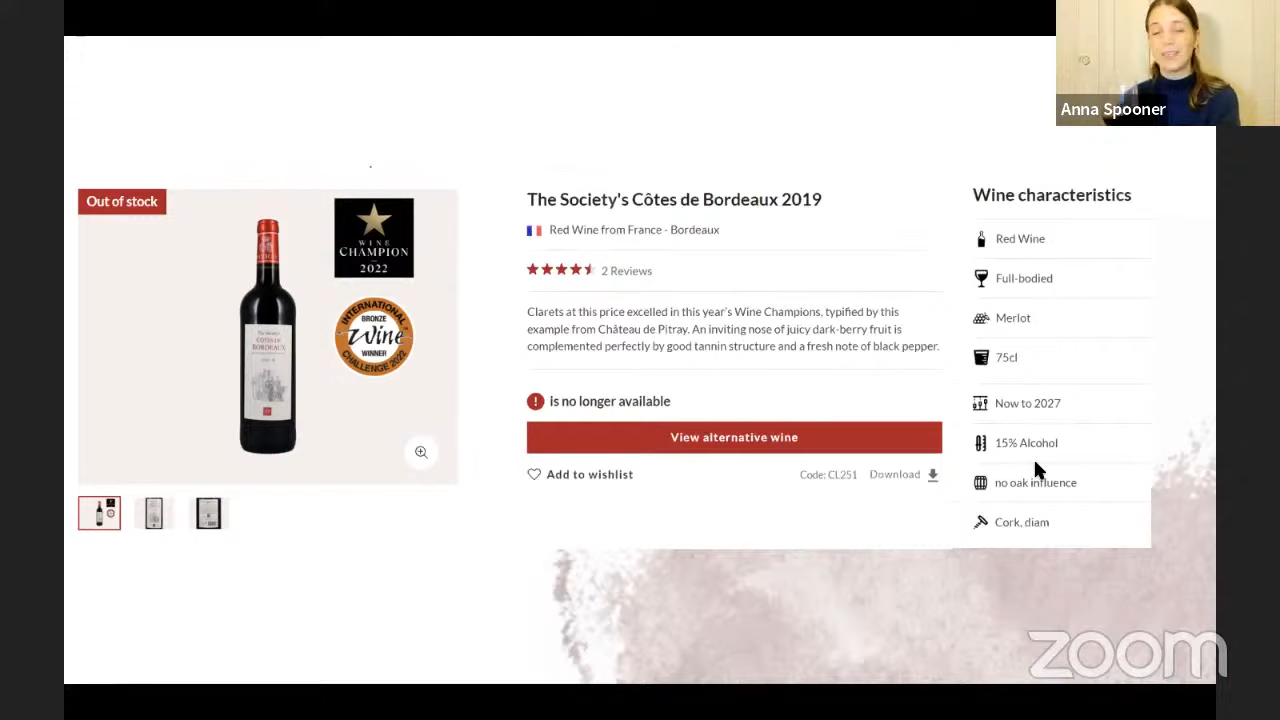 Anna Spooner
Out of stock
WINE
CHAMPION
2022
INTERNATIONAL
BRONZE
Wine
WINNER
CHALLENGE 2022
The Society's
CÔTES DE
BORDEAUX
The Society's Côtes de Bordeaux 2019
Red Wine from France - Bordeaux
2 Reviews
Clarets at this price excelled in this year's Wine Champions, typified by this
example from Château de Pitray. An inviting nose of juicy dark-berry fruit is
complemented perfectly by good tannin structure and a fresh note of black pepper.
! is no longer available
View alternative wine
Add to wishlist
Code: CL251 Download
Wine characteristics
Red Wine
Full-bodied
Merlot
75cl
Now to 2027
15% Alcohol
no oak influence
Cork, diam
zoom